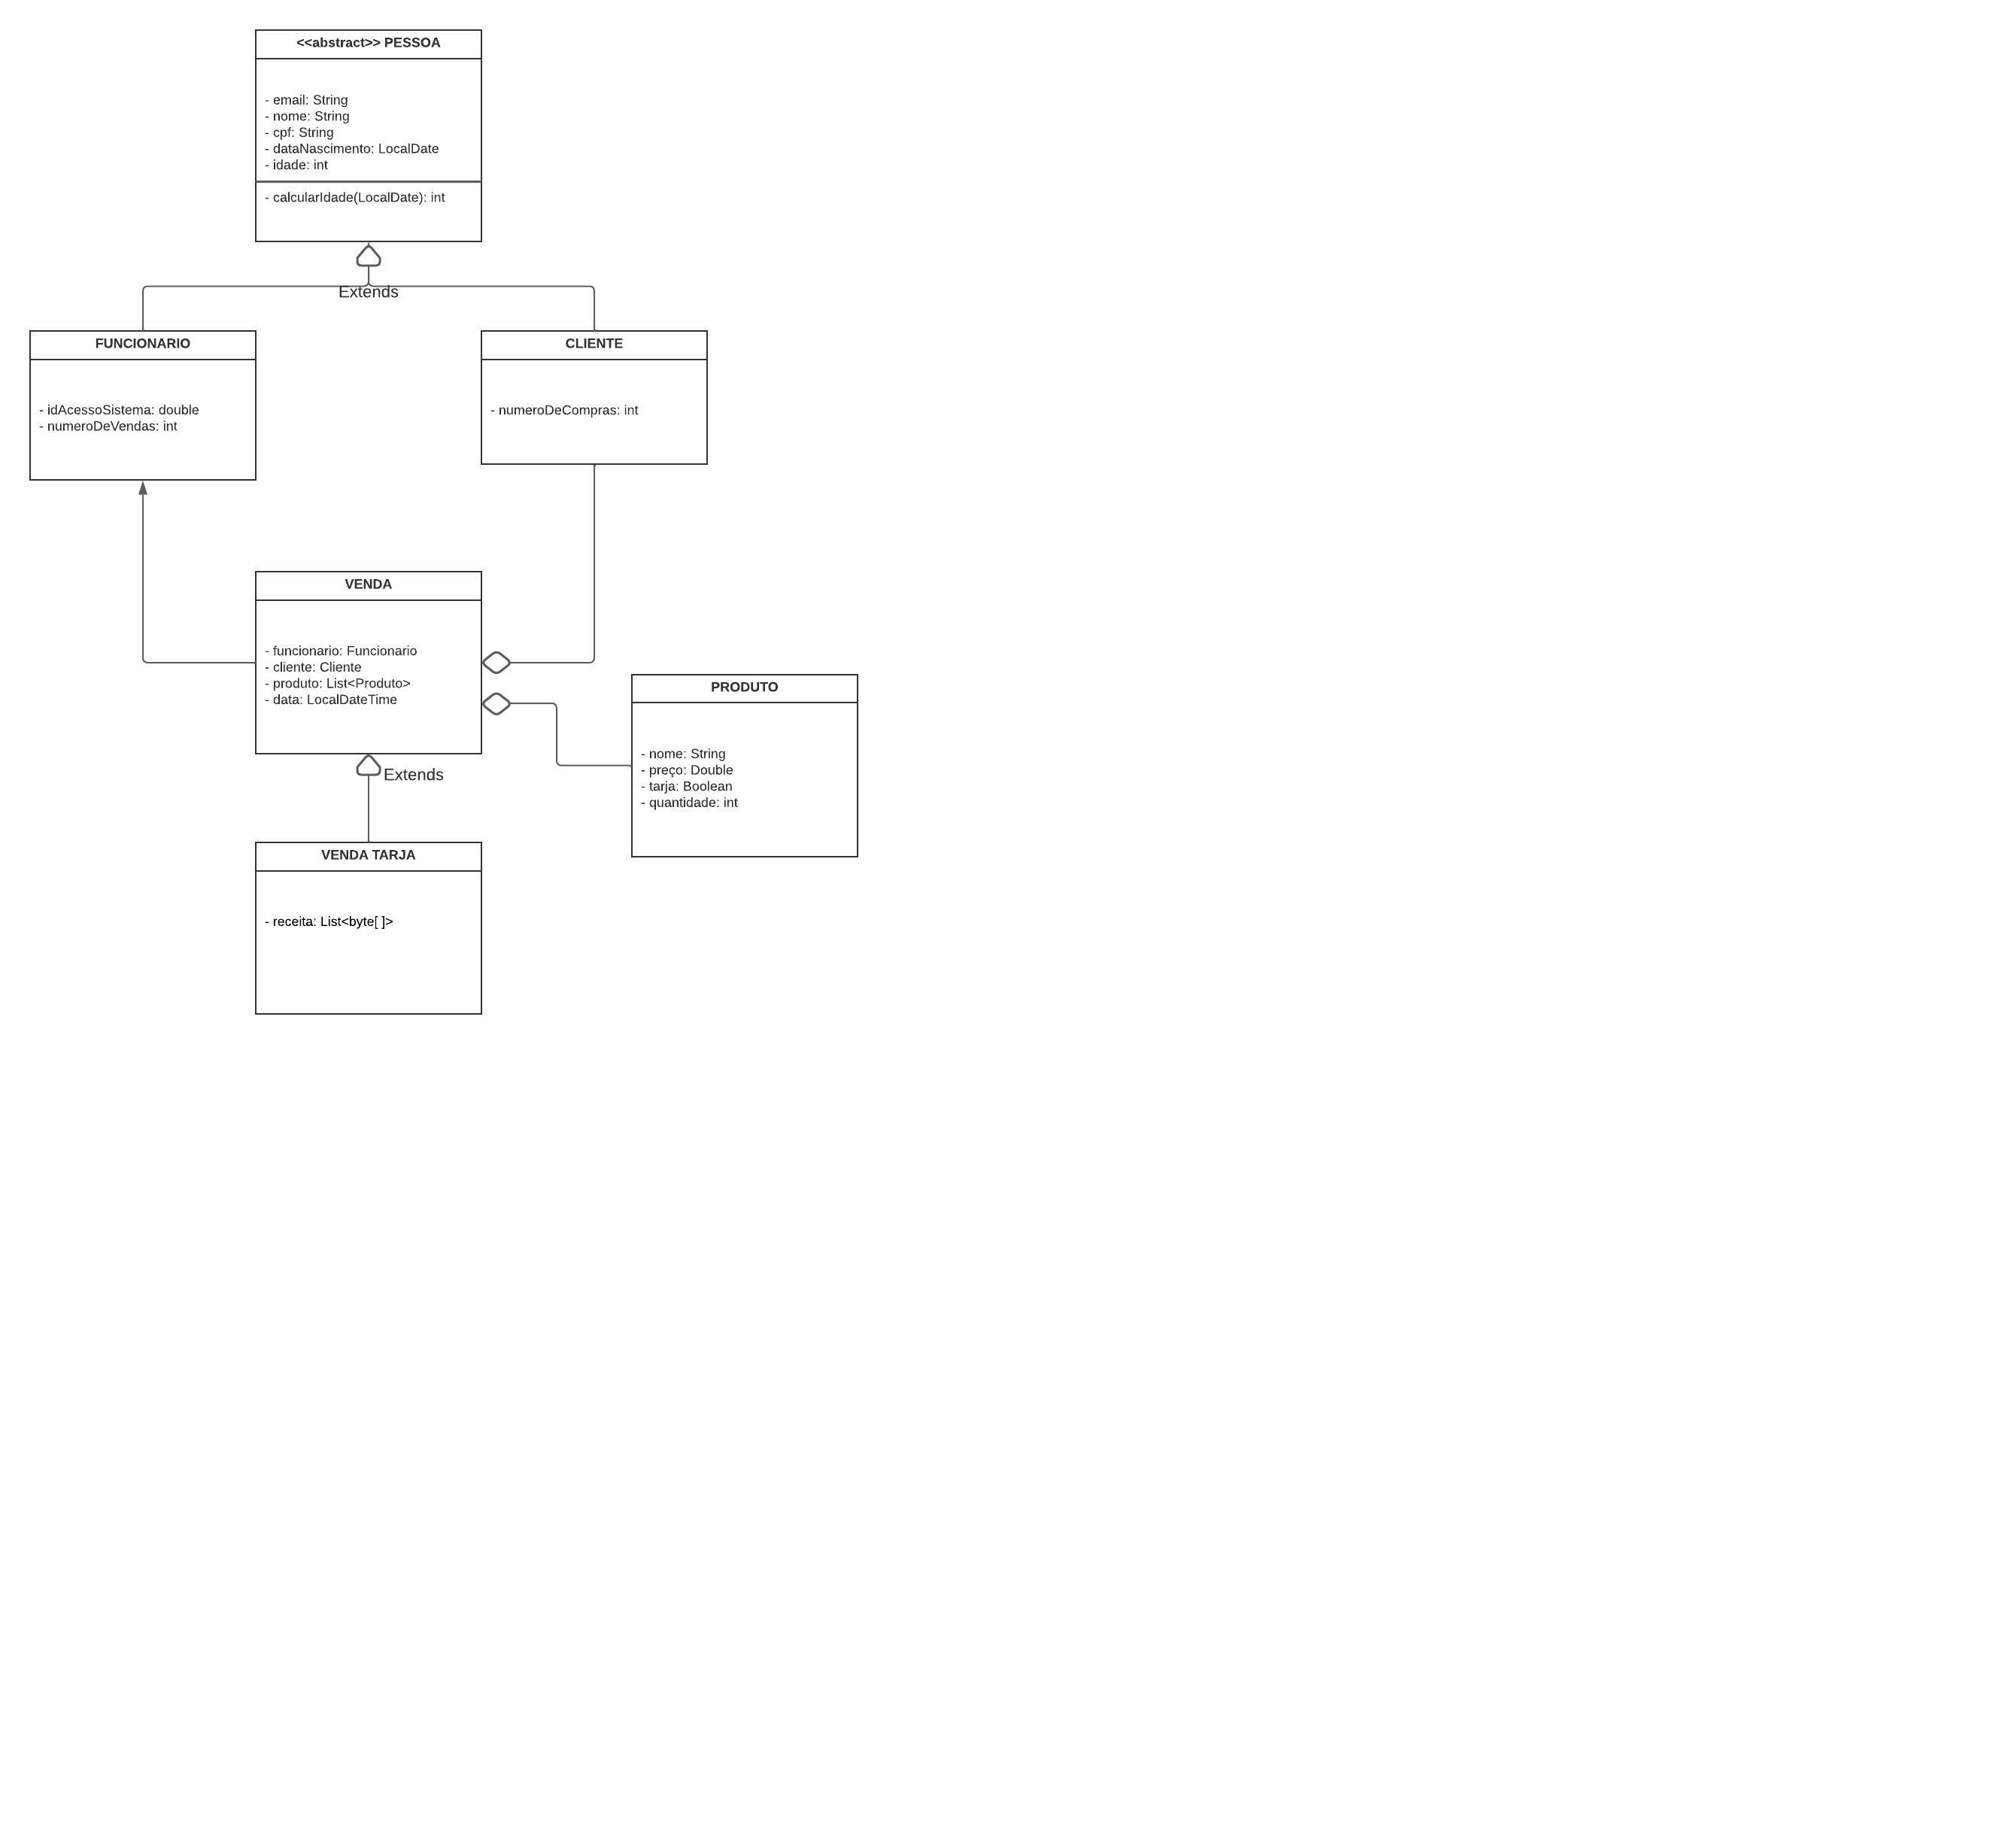 <<abstract>> PESSOA
- email: String
- nome: String
- cpf: String
- dataNascimento: LocalDate
- idade: int
- calcularIdade(LocalDate): int
Extends
FUNCIONARIO
- idAcessoSistema: double
- numeroDeVendas: int
CLIENTE
- numeroDeCompras: int
VENDA
- funcionario: Funcionario
- cliente: Cliente
- produto: List<Produto>
- data: LocalDateTime
PRODUTO
- nome: String
- preço: Double
- tarja: Boolean
- quantidade: int
Extends
VENDA TARJA
- receita: List<byte[ ]>